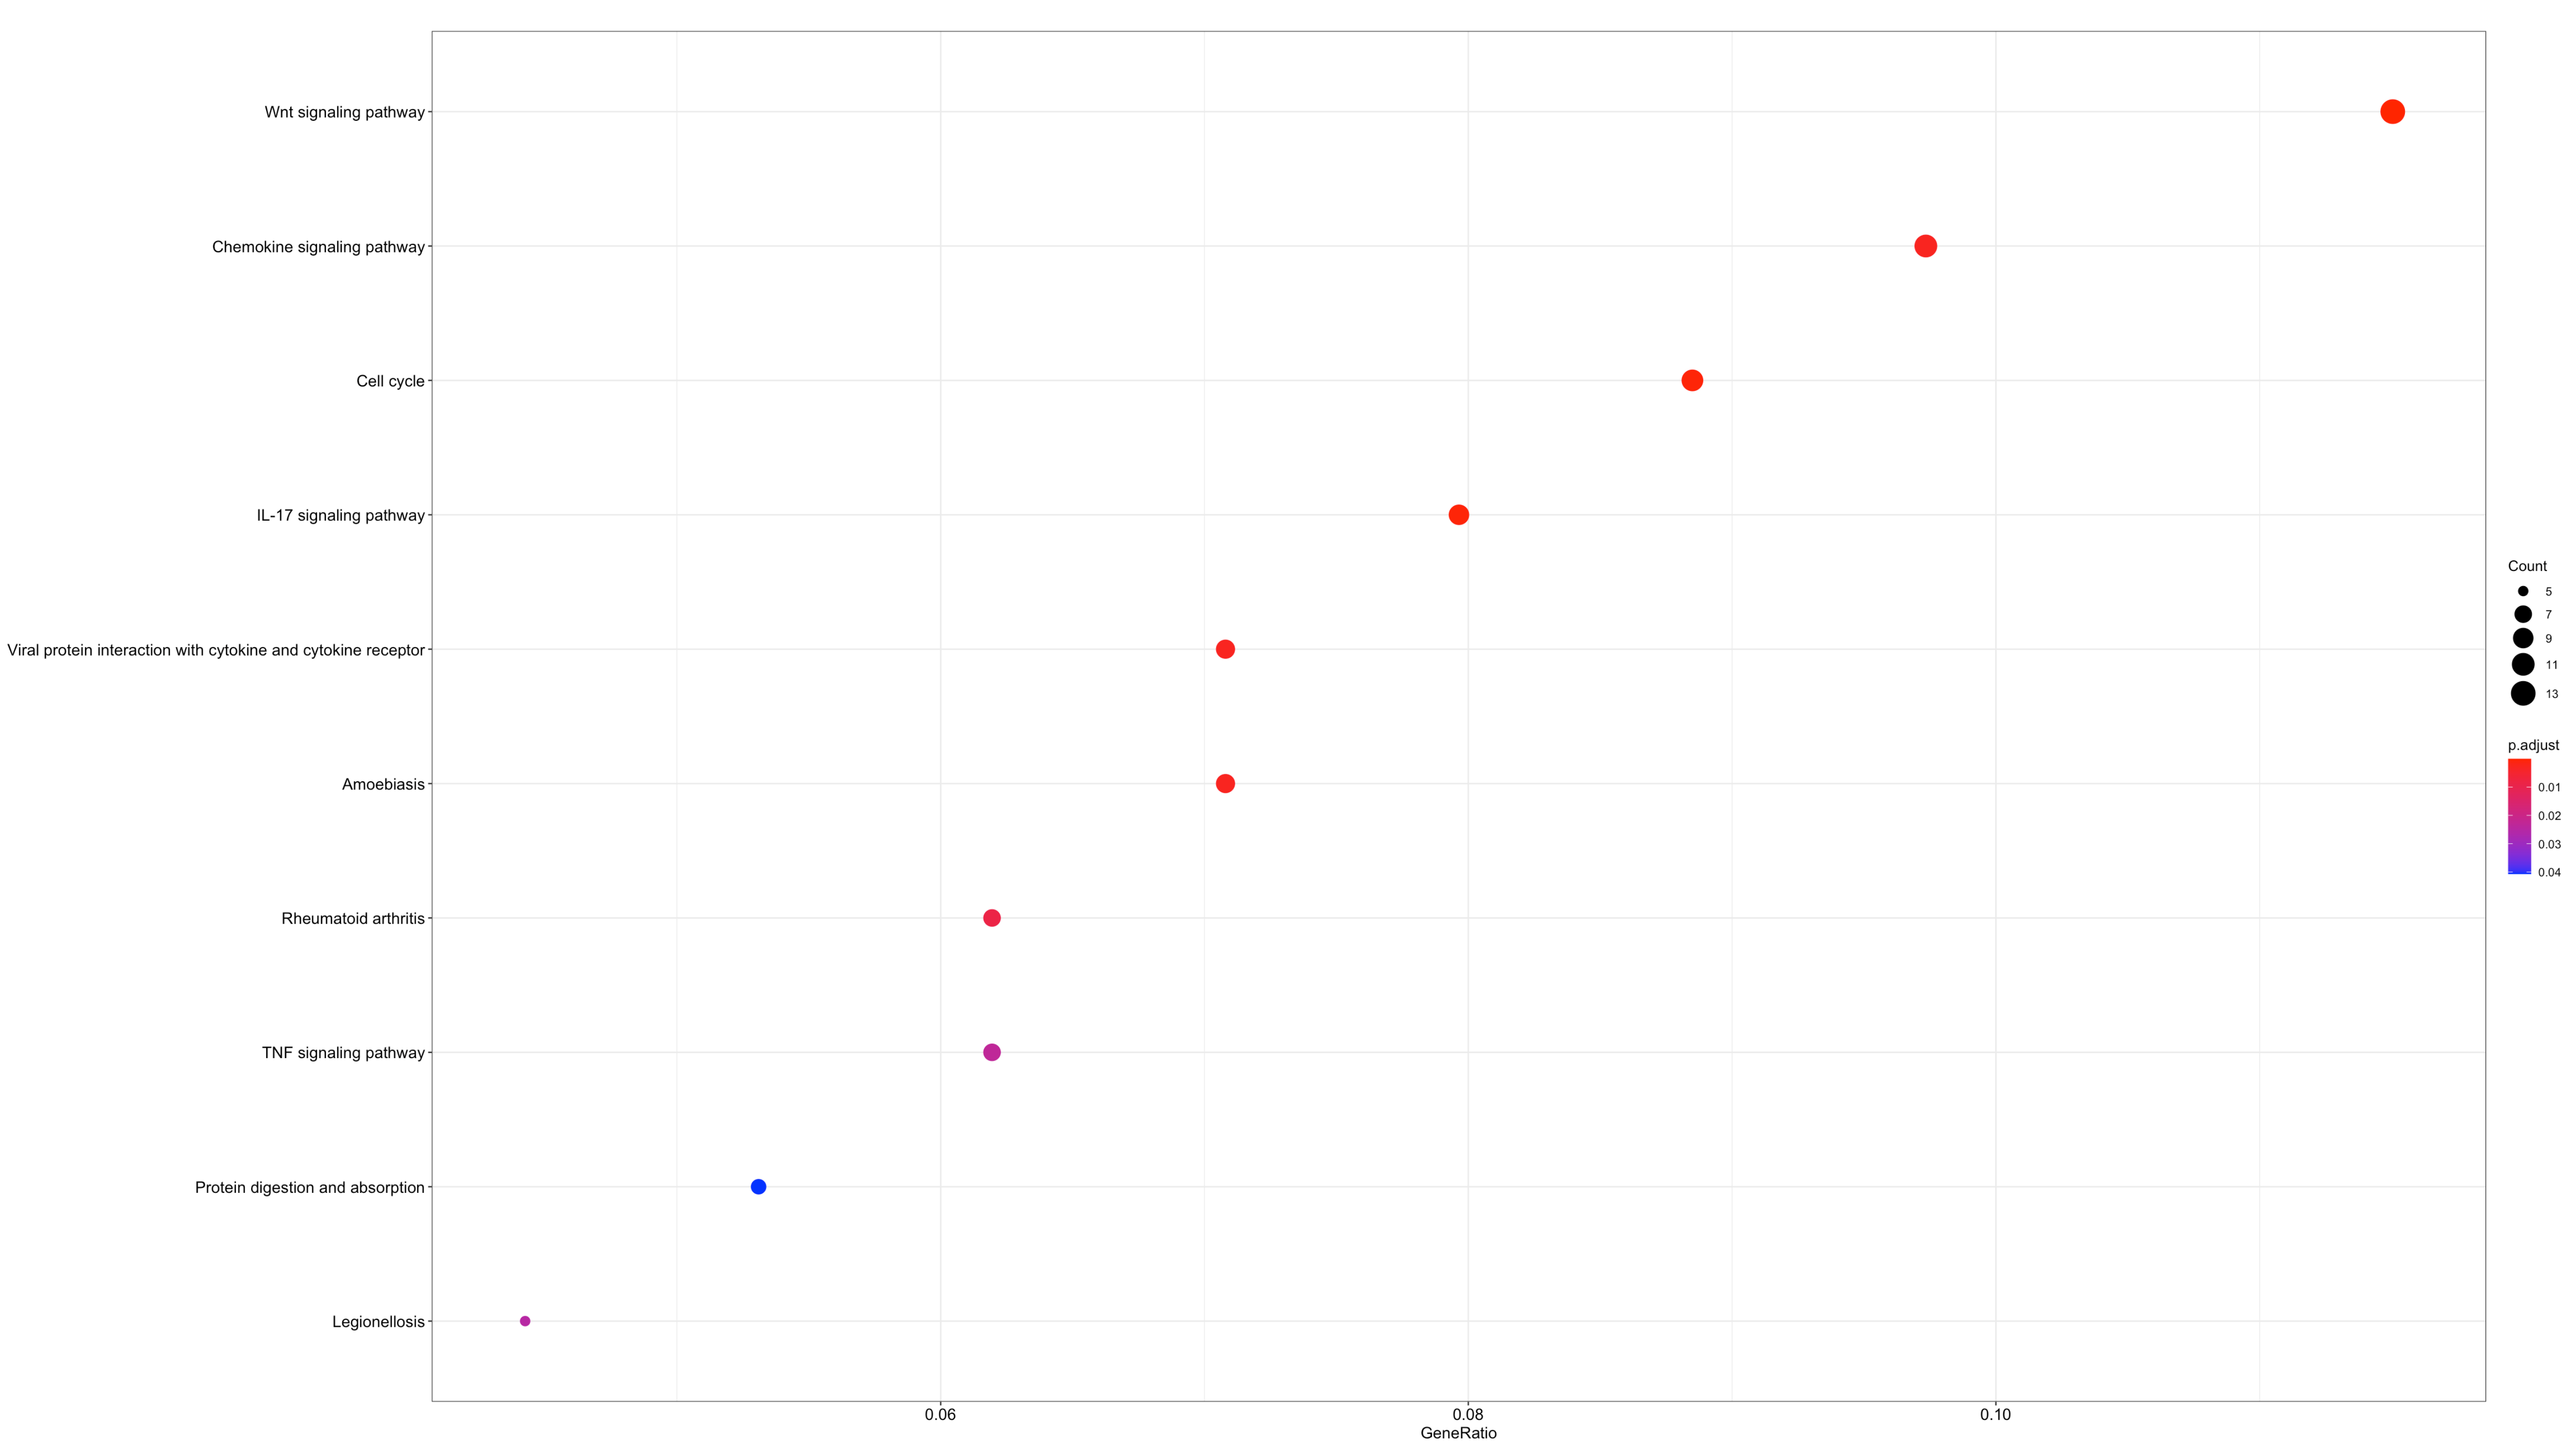 Wnt signaling pathway
Chemokine signaling pathway
Cell cycle
IL-17 signaling pathway
Viral protein interaction with cytokine and cytokine receptor
Amoebiasis
Rheumatoid arthritis
TNF signaling pathway
Protein digestion and absorption
Legionellosis
0.06
0.08
0.10
GeneRatio
Count
5
7
9
11
13
p.adjust
0.01
0.02
0.03
0.04